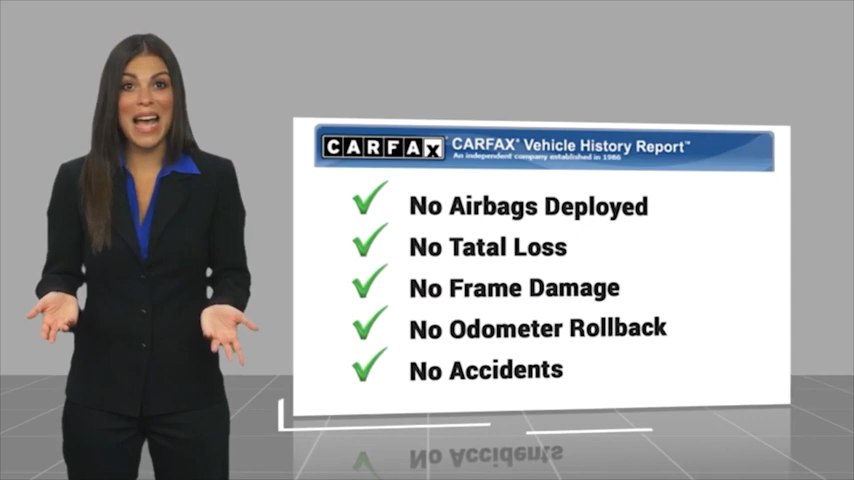 CARFAX CARFAX® Vehicle History Report™
An independent company established in 1986
No Airbags Deployed
No Tatal Loss
No Frame Damage
No Odometer Rollback
No Accidents
No Accidents